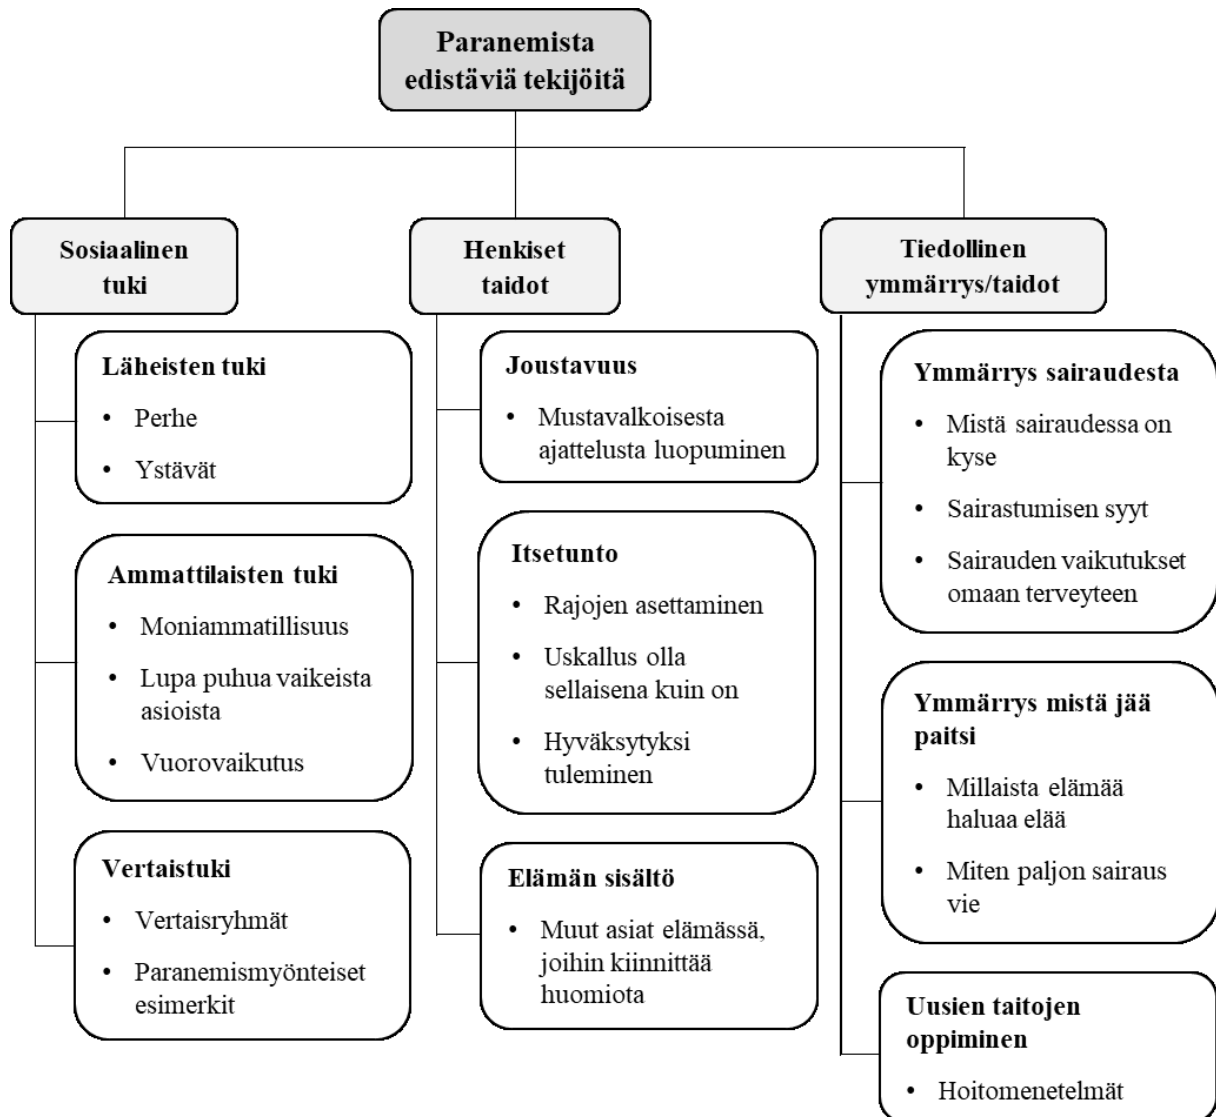 Paranemista
edistäviä tekijöitä
Sosiaalinen
tuki
Läheisten tuki
• Perhe
• Ystävät
Ammattilaisten tuki
• Moniammatillisuus
• Lupa puhua vaikeista
asioista
• Vuorovaikutus
Vertaistuki
• Vertaisryhmät
• Paranemismyönteiset
esimerkit
Henkiset
taidot
Joustavuus
• Mustavalkoisesta
ajattelusta luopuminen
Itsetunto
• Rajojen asettaminen
• Uskallus olla
sellaisena kuin on
• Hyväksytyksi
tuleminen
Elämän sisältö
• Muut asiat elämässä,
joihin kiinnittää
huomiota
Tiedollinen
ymmärrys/taidot
Ymmärrys sairaudesta
• Mistä sairaudessa on
kyse
• Sairastumisen syyt
• Sairauden vaikutukset
omaan terveyteen
Ymmärrys mistä jää
paitsi
• Millaista elämää
haluaa elää
• Miten paljon sairaus
vie
Uusien taitojen
oppiminen
• Hoitomenetelmät